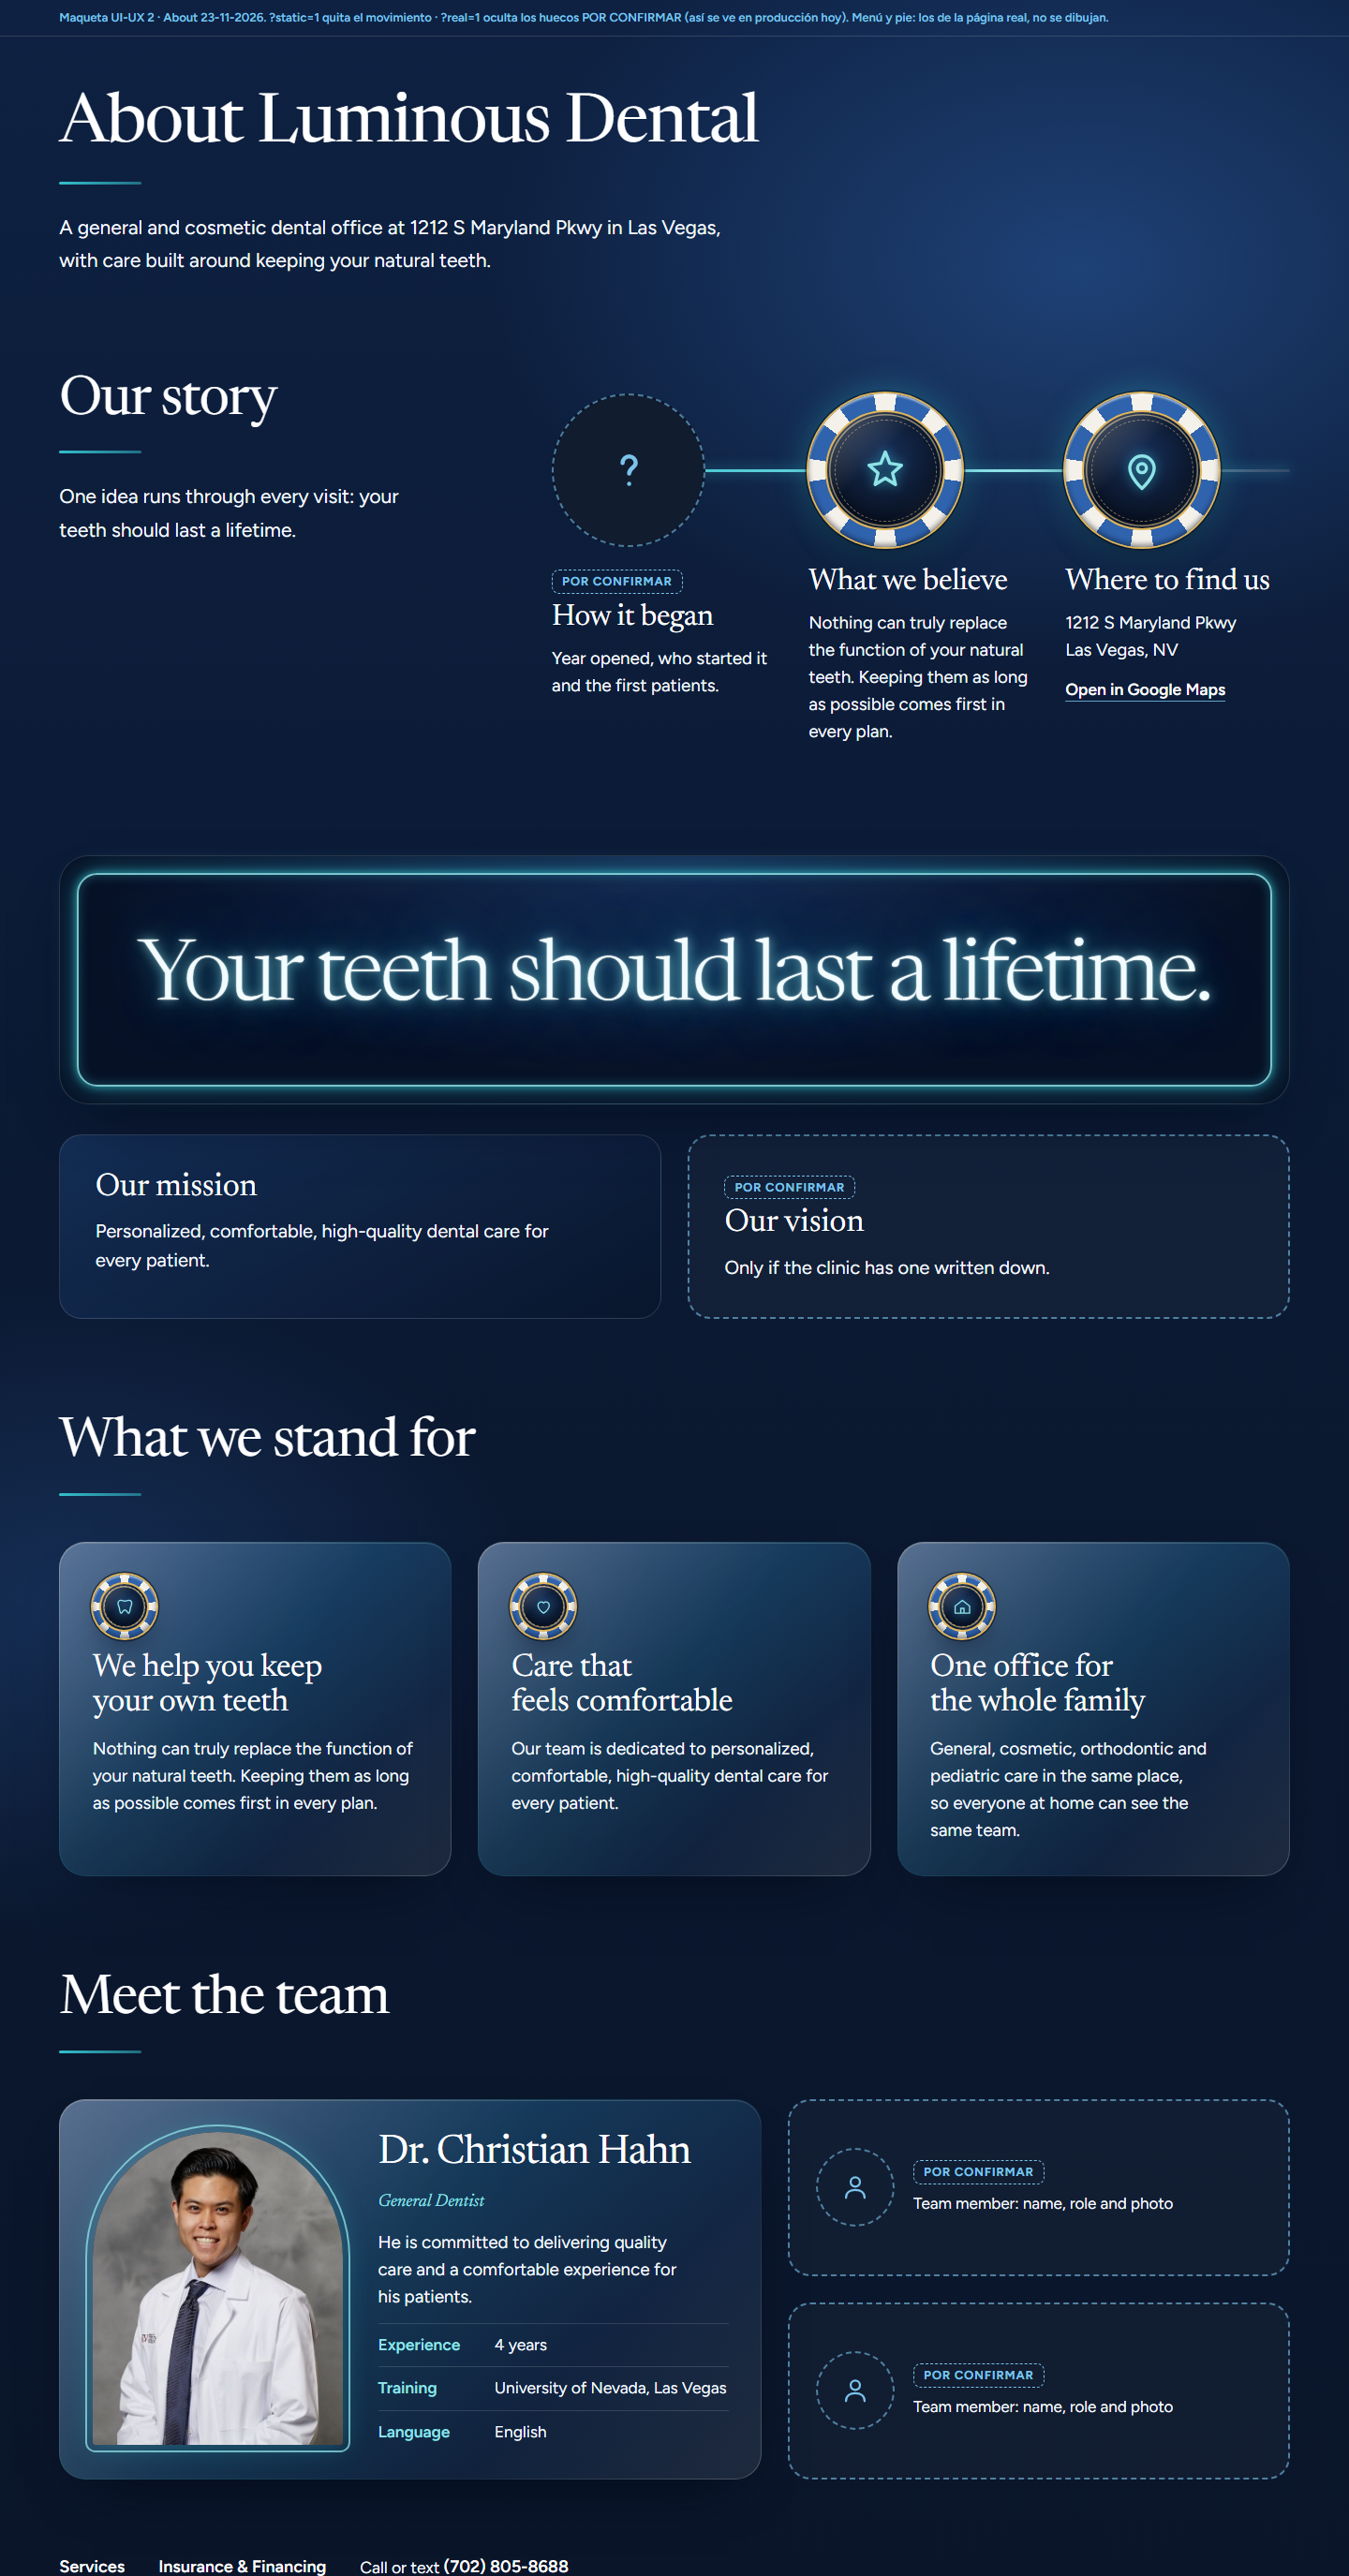 Maqueta UI-UX 2 · About 23-11-2026. ?static=1 quita el movimiento · ?real=1 oculta los huecos POR CONFIRMAR (así se ve en producción hoy). Menú y pie: los de la página real, no se dibujan.
About Luminous Dental
A general and cosmetic dental office at 1212 S Maryland Pkwy in Las Vegas,
with care built around keeping your natural teeth.
Our story
One idea runs through every visit: your
teeth should last a lifetime.
?
POR CONFIRMAR
How it began
Year opened, who started it
and the first patients.
What we believe
Nothing can truly replace
the function of your natural
teeth. Keeping them as long
as possible comes first in
every plan.
Where to find us
1212 S Maryland Pkwy
Las Vegas, NV
Open in Google Maps
Your teeth should last a lifetime.
Our mission
Personalized, comfortable, high-quality dental care for
every patient.
POR CONFIRMAR
Our vision
Only if the clinic has one written down.
What we stand for
We help you keep
your own teeth
Nothing can truly replace the function of
your natural teeth. Keeping them as long
as possible comes first in every plan.
Care that
feels comfortable
Our team is dedicated to personalized,
comfortable, high-quality dental care for
every patient.
One office for
the whole family
General, cosmetic, orthodontic and
pediatric care in the same place,
so everyone at home can see the
same team.
Meet the team
Dr. Christian Hahn
General Dentist
He is committed to delivering quality
care and a comfortable experience for
his patients.
Experience 4 years
Training University of Nevada, Las Vegas
Language English
POR CONFIRMAR
Team member: name, role and photo
POR CONFIRMAR
Team member: name, role and photo
Services Insurance & Financing Call or text (702) 805-8688